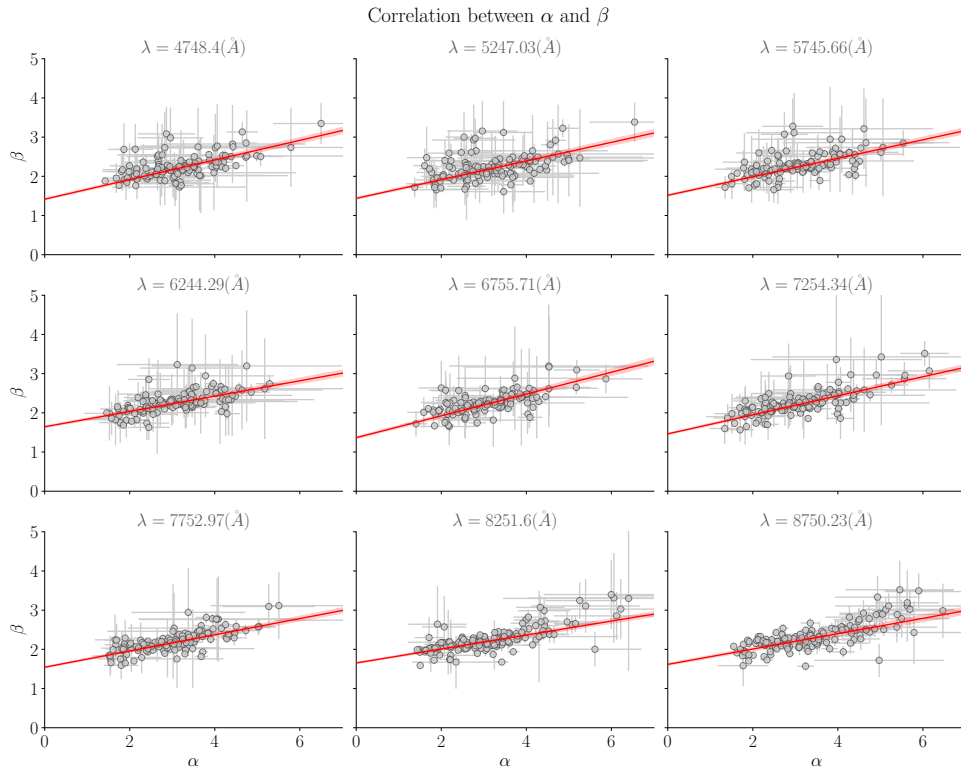 Correlation between α and β
λ = 4748.4(Å) λ = 5247.03(Å) λ = 5745.66(Å)
5
4
3
2
1
0
β
λ = 6244.29(Å) λ = 6755.71(Å) λ = 7254.34(Å)
5
4
3
2
1
0
β
λ = 7752.97(Å) λ = 8251.6(Å) λ = 8750.23(Å)
5
4
3
2
1
0
β
0 2 4 6 0 2 4 6 0 2 4 6
α α α